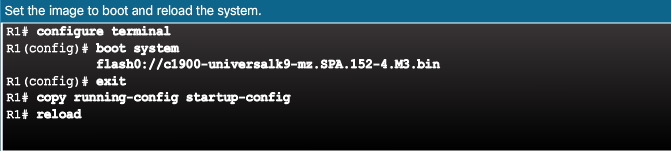 Set the image to boot and reload the system.
R1# configure terminal
R1(config)# boot system
flash0://c1900-universalk9-mz.SPA.152-4.M3.bin
R1(config)# exit
R1# copy running-config startup-config
R1# reload